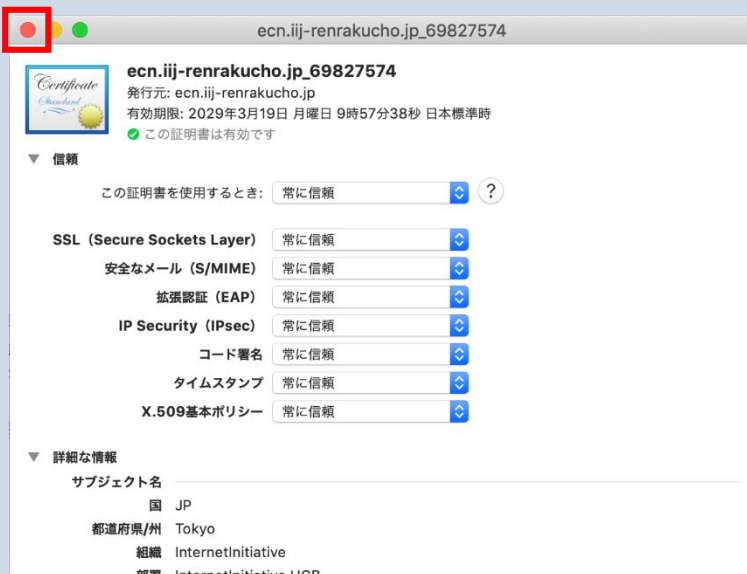 ecn.iij-renrakucho.jp_69827574
Certificate
Standard
ecn.iij-renrakucho.jp_69827574
発行元: ecn.iij-renrakucho.jp
有効期限: 2029年3月19日 月曜日 9時57分38秒 日本標準時
この証明書は有効です
信頼
この証明書を使用するとき: 常に信頼 ?
SSL（Secure Sockets Layer） 常に信頼
安全なメール（S/MIME） 常に信頼
拡張認証（EAP） 常に信頼
IP Security（IPsec） 常に信頼
コード署名 常に信頼
タイムスタンプ 常に信頼
X.509基本ポリシー 常に信頼
詳細な情報
サブジェクト名
国 JP
都道府県/州 Tokyo
組織 InternetInitiative
部署 InternetInitiative